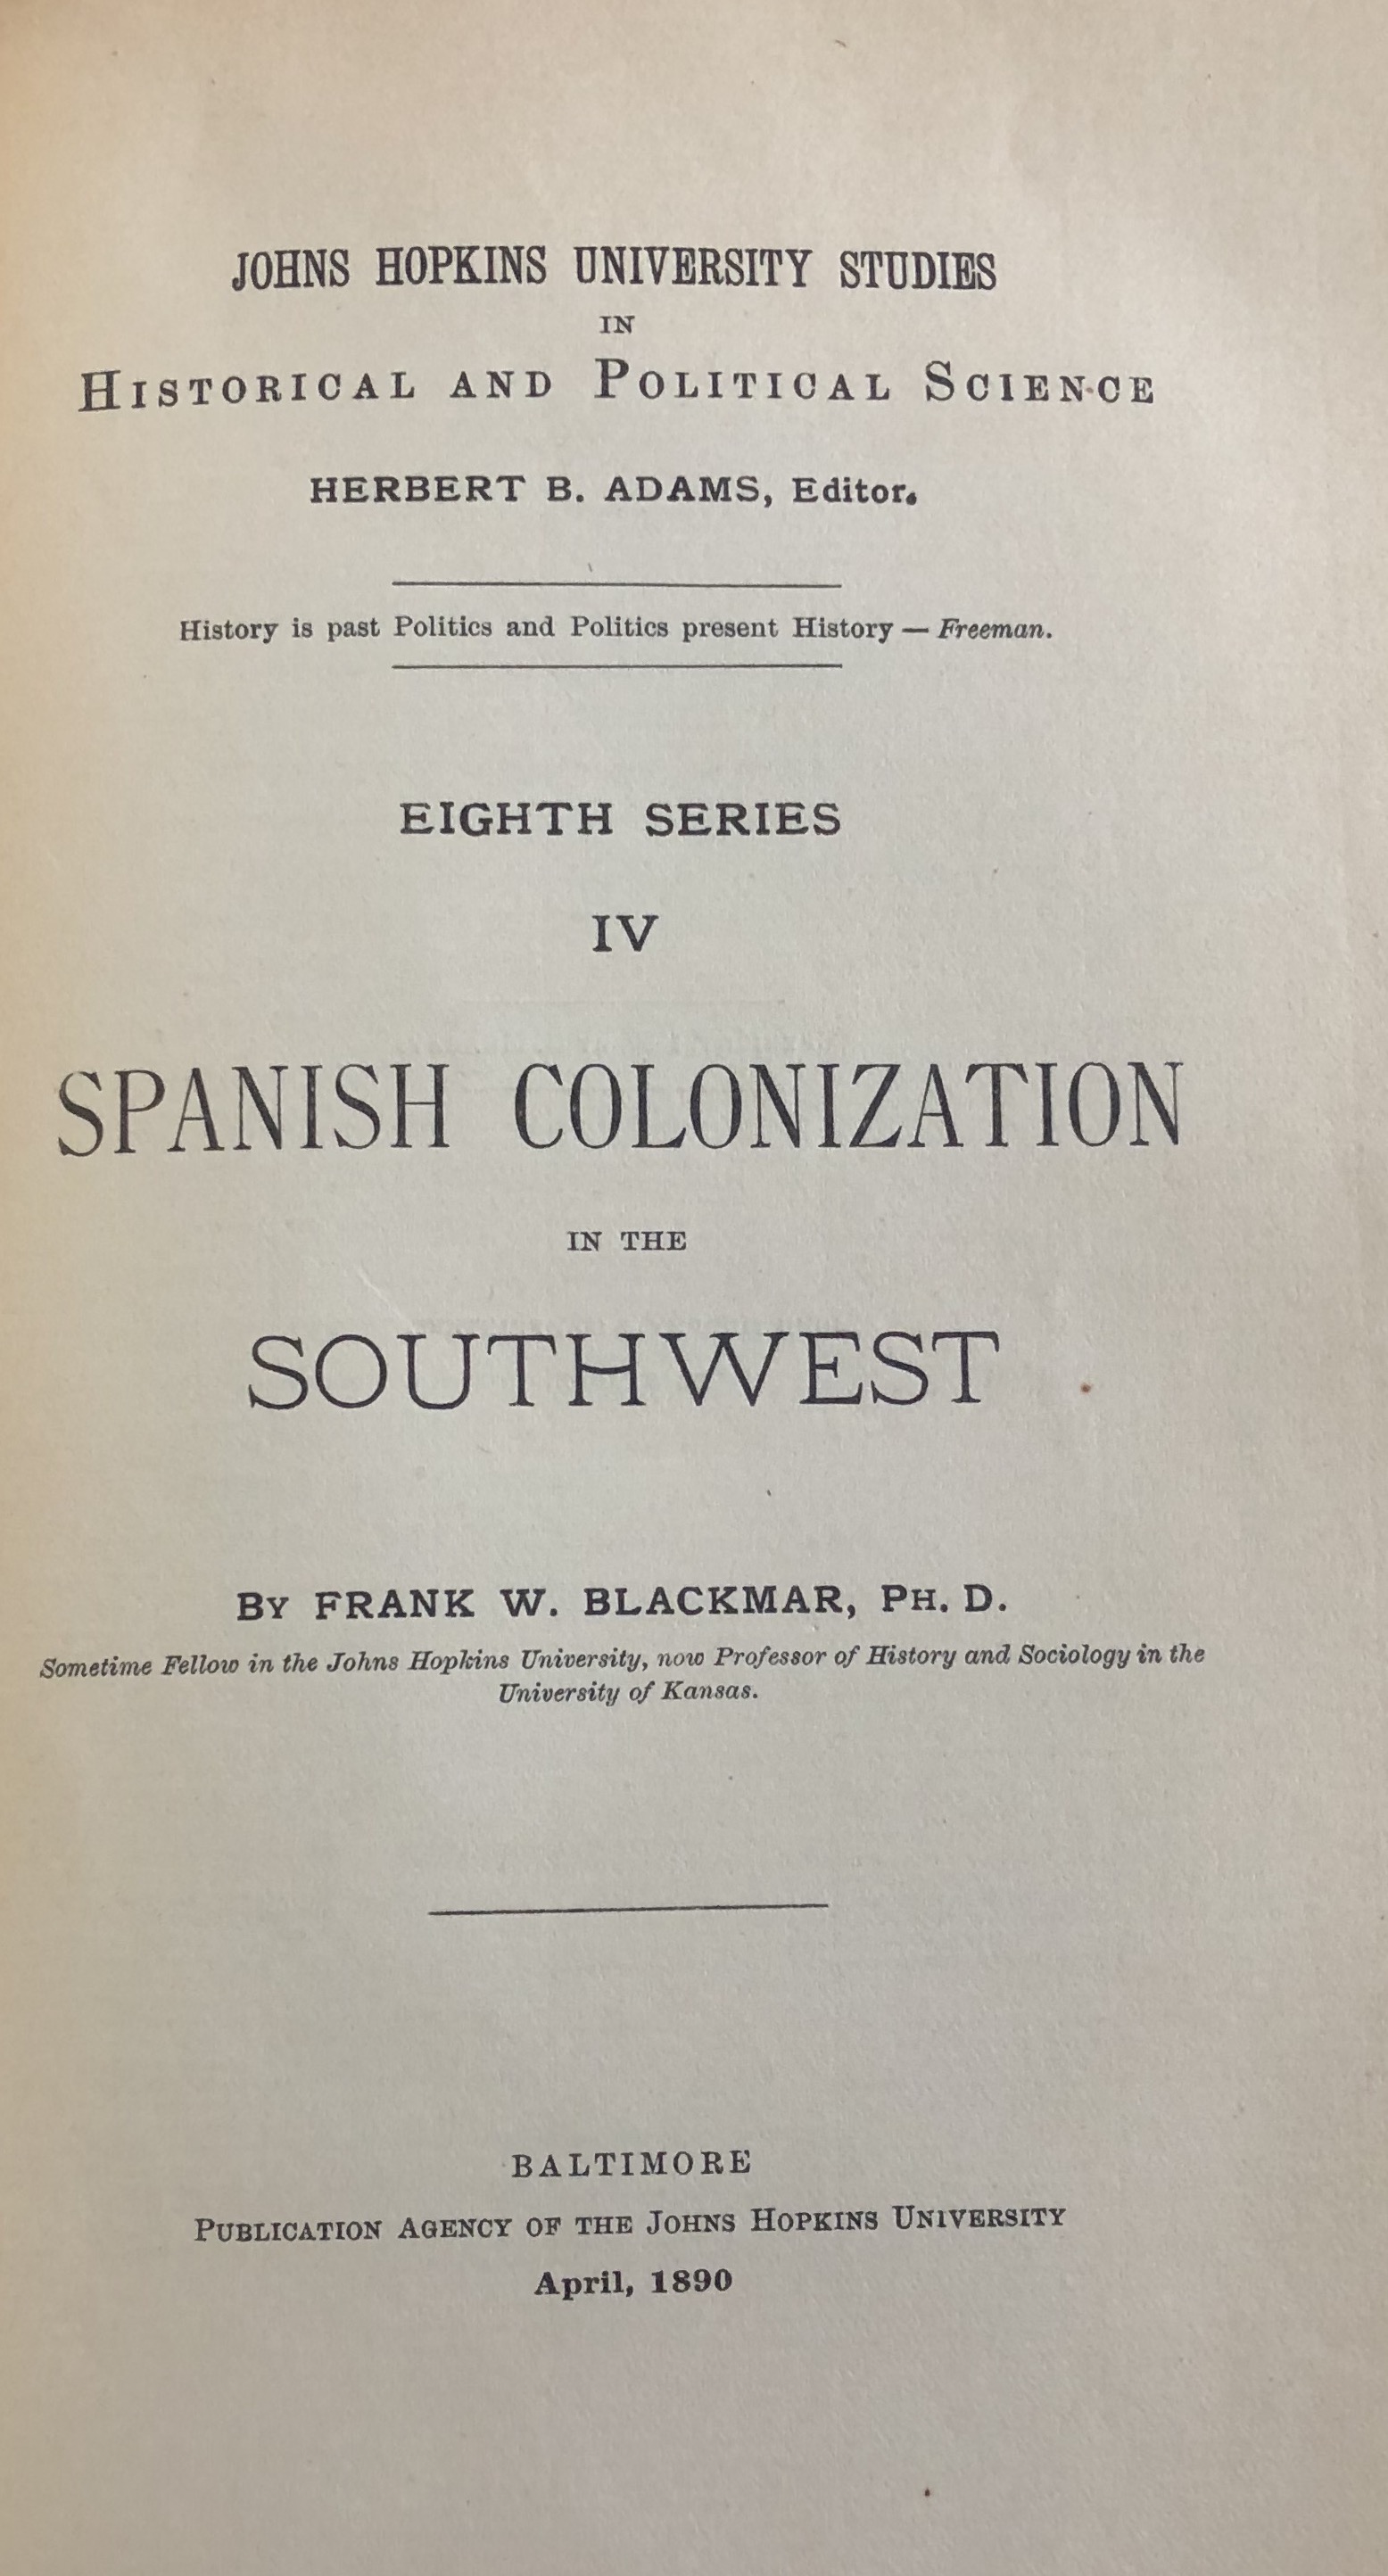 JOHNS HOPKINS UNIVERSITY STUDIES
IN
HISTORICAL AND POLITICAL SCIENCE
HERBERT B. ADAMS, Editor.
History is past Politics and Politics present History — Freeman.
EIGHTH SERIES
IV
SPANISH COLONIZATION
IN THE
SOUTHWEST
BY FRANK W. BLACKMAR, PH. D.
Sometime Fellow in the Johns Hopkins University, now Professor of History and Sociology in the
University of Kansas.
BALTIMORE
PUBLICATION AGENCY OF THE JOHNS HOPKINS UNIVERSITY
April, 1890